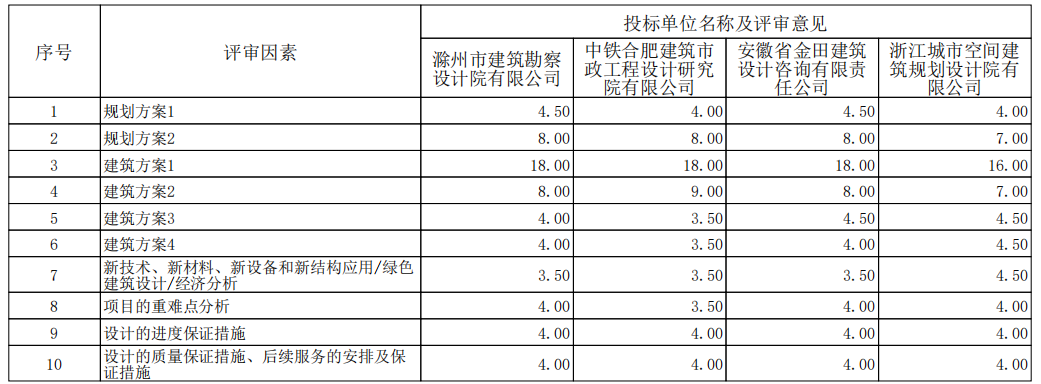 序号 评审因素 投标单位名称及评审意见
滁州市建筑勘察设计院有限公司 中铁合肥建筑市政工程设计研究院有限公司 安徽省金田建筑设计咨询有限责任公司 浙江城市空间建筑规划设计院有限公司
1 规划方案1 4.50 4.00 4.50 4.00
2 规划方案2 8.00 8.00 8.00 7.00
3 建筑方案1 18.00 18.00 18.00 16.00
4 建筑方案2 8.00 9.00 8.00 7.00
5 建筑方案3 4.00 3.50 4.50 4.50
6 建筑方案4 4.00 3.50 4.00 4.50
7 新技术、新材料、新设备和新结构应用/绿色建筑设计/经济分析 3.50 3.50 3.50 4.50
8 项目的重难点分析 4.00 3.50 4.00 4.00
9 设计的进度保证措施 4.00 4.00 4.00 4.00
10 设计的质量保证措施、后续服务的安排及保证措施 4.00 4.00 4.00 4.00